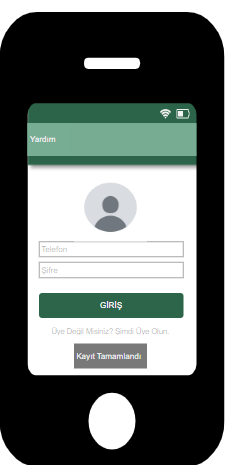 Yardım
Telefon
Şifre
GİRİŞ
Üye Değil Misiniz? Şimdi Üye Olun.
Kayıt Tamamlandı